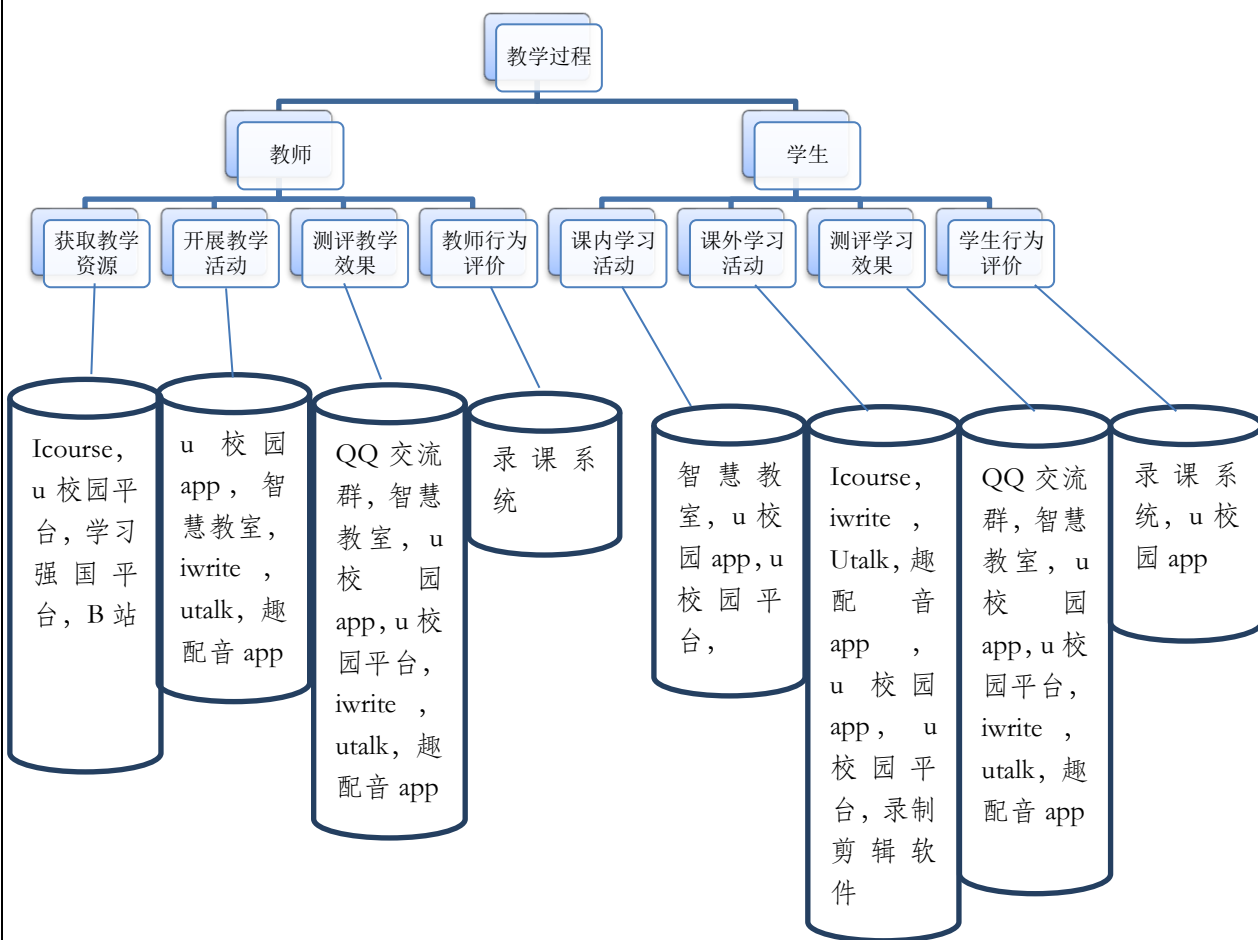 教学过程
教师
学生
获取教学
资源
开展教学
活动
测评教学
效果
教师行为
评价
课内学习
活动
课外学习
活动
测评学习
效果
学生行为
评价
Icourse，
u 校园平
台，学习
强国平
台，B 站
u 校园
app，智
慧教室，
iwrite，
utalk，趣
配音 app
QQ 交流
群，智慧
教室，u
校园
app，u 校
园平台，
iwrite，
utalk，趣
配音 app
录课系
统
智慧教
室，u 校
园 app，u
校园平
台，
Icourse，
iwrite，
Utalk，趣
配音
app，
u 校园
app，u
校园平
台，录制
剪辑软
件
QQ 交流
群，智慧
教室，u
校园
app，u 校
园平台，
iwrite，
utalk，趣
配音 app
录课系
统，u 校
园 app